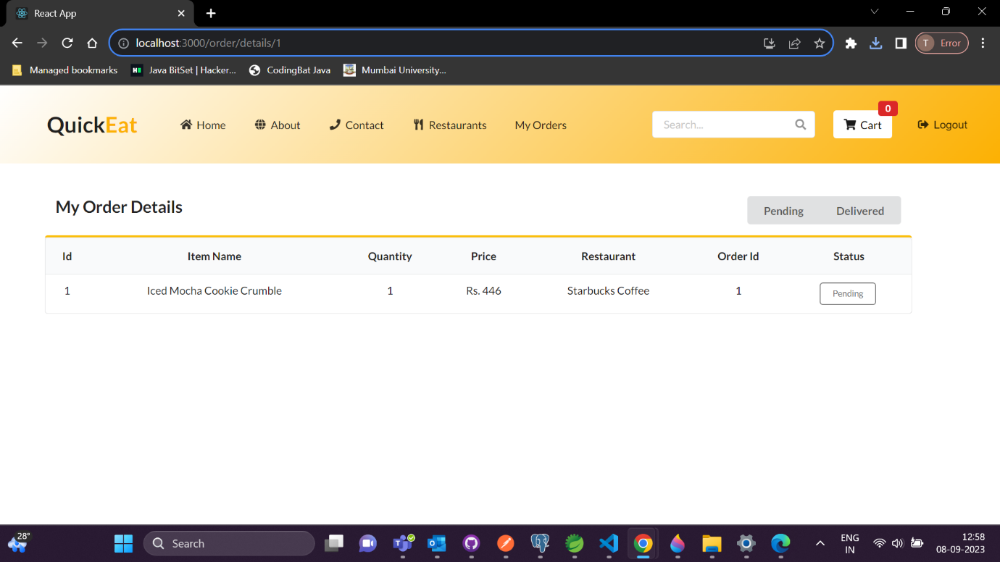 React App
localhost:3000/order/details/1
T Error
Managed bookmarks
Java BitSet | Hacker...
CodingBat Java
Mumbai University...
QuickEat
Home
About
Contact
Restaurants
My Orders
Search...
0
Cart
Logout
My Order Details
Pending
Delivered
Id Item Name Quantity Price Restaurant Order Id Status
1 Iced Mocha Cookie Crumble 1 Rs. 446 Starbucks Coffee 1 Pending
28°
Search
ENG
IN
12:58
08-09-2023